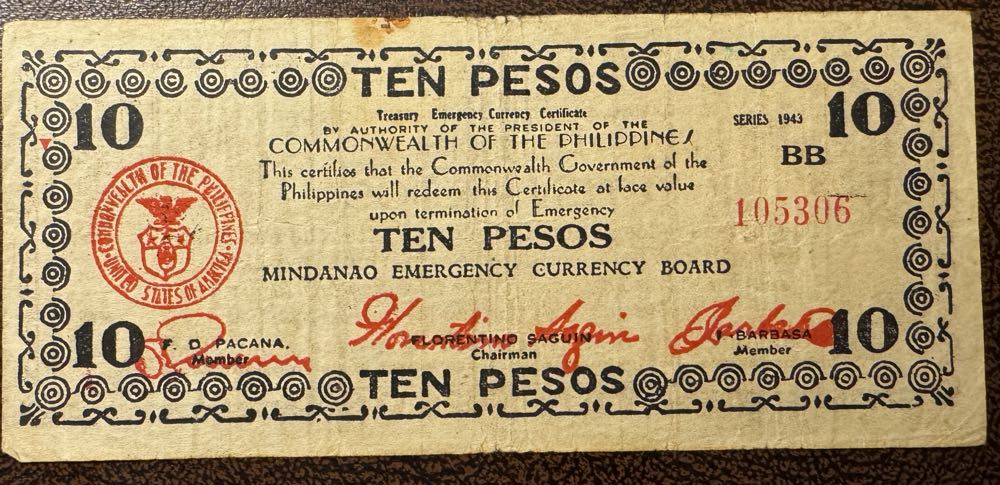 TEN PESOS
10
10
Treasury Emergency Currency Certificate
SERIES 1943
BY AUTHORITY OF THE PRESIDENT OF THE
COMMONWEALTH OF THE PHILIPPINES
BB
This certifies that the Commonwealth Government of the
Philippines will redeem this Certificate at face value
upon termination of Emergency
105306
COMMONWEALTH OF THE PHILIPPINES
UNITED STATES OF AMERICA
TEN PESOS
MINDANAO EMERGENCY CURRENCY BOARD
10
F. D. PACANA.
Member
Florentino Saguin
FLORENTINO SAGUIN
Chairman
BARBASA
Member
10
TEN PESOS